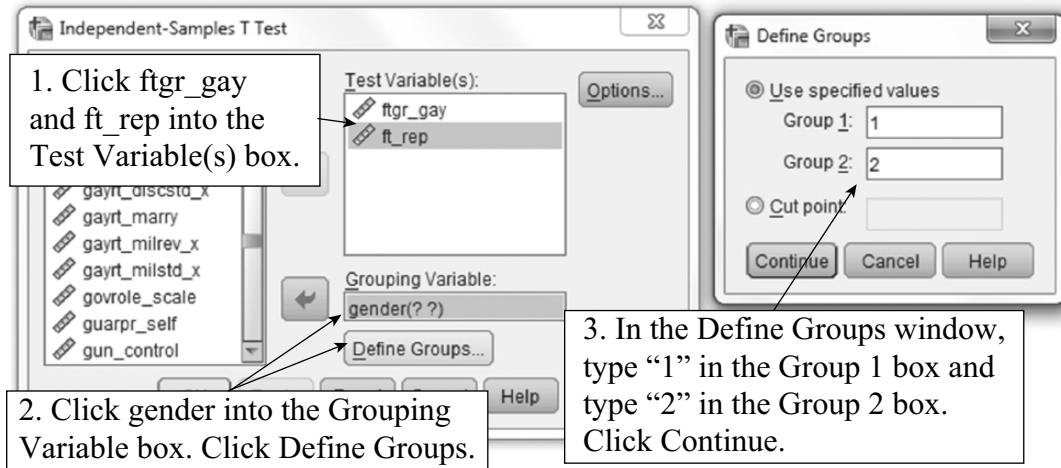 Independent-Samples T Test
1. Click ftgr_gay
and ft_rep into the
Test Variable(s) box.
Test Variable(s):
ftgr_gay
ft_rep
Options...
gayrt_discstd_x
gayrt_marry
gayrt_milrev_x
gayrt_milstd_x
govrole_scale
guarpr_self
gun_control
Grouping Variable:
gender(? ?)
Define Groups...
Help
2. Click gender into the Grouping
Variable box. Click Define Groups.
Define Groups
Use specified values
Group 1: 1
Group 2: 2
Cut point:
Continue Cancel Help
3. In the Define Groups window,
type “1” in the Group 1 box and
type “2” in the Group 2 box.
Click Continue.